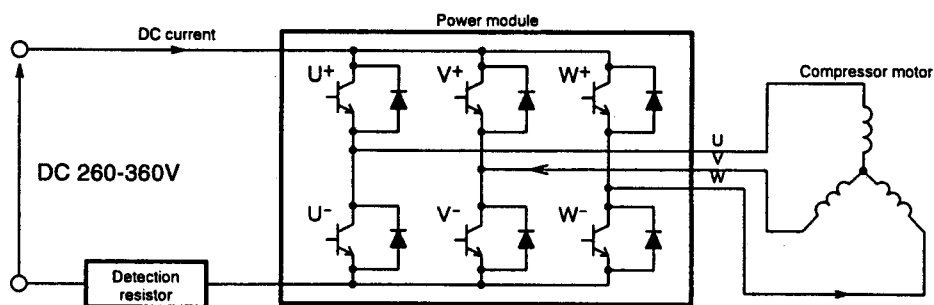 Power module
DC current
U+
V+
W+
Compressor motor
U
V
W
DC 260-360V
U-
V-
W-
Detection
resistor